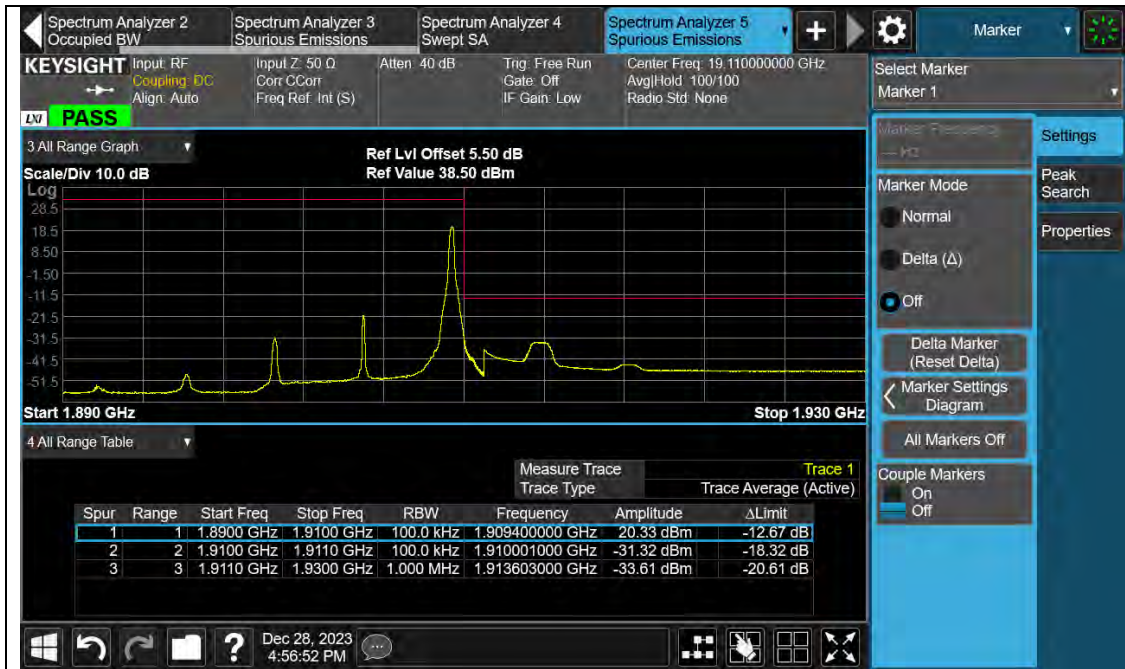 Spectrum Analyzer 2
Occupied BW
Spectrum Analyzer 3
Spurious Emissions
Spectrum Analyzer 4
Swept SA
Spectrum Analyzer 5
Spurious Emissions
+
Marker
KEYSIGHT
Input: RF
Coupling: DC
Align: Auto
Input Z: 50 Ω
Corr CCorr
Freq Ref: Int (S)
Atten: 40 dB
Trig: Free Run
Gate: Off
IF Gain: Low
Center Freq: 19.110000000 GHz
Avg|Hold: 100/100
Radio Std: None
LXI PASS
Select Marker
Marker 1
3 All Range Graph
Ref Lvl Offset 5.50 dB
Scale/Div 10.0 dB
Ref Value 38.50 dBm
Log
28.5
18.5
8.50
-1.50
-11.5
-21.5
-31.5
-41.5
-51.5
Start 1.890 GHz
Stop 1.930 GHz
4 All Range Table
Measure Trace Trace 1
Trace Type Trace Average (Active)
Spur Range Start Freq Stop Freq RBW Frequency Amplitude ΔLimit
1 1 1.8900 GHz 1.9100 GHz 100.0 kHz 1.909400000 GHz 20.33 dBm -12.67 dB
2 2 1.9100 GHz 1.9110 GHz 100.0 kHz 1.910001000 GHz -31.32 dBm -18.32 dB
3 3 1.9110 GHz 1.9300 GHz 1.000 MHz 1.913603000 GHz -33.61 dBm -20.61 dB
Marker Frequency
--- Hz
Marker Mode
Normal
Delta (Δ)
Off
Delta Marker
(Reset Delta)
Marker Settings
Diagram
All Markers Off
Couple Markers
On
Off
Settings
Peak
Search
Properties
?
Dec 28, 2023
4:56:52 PM